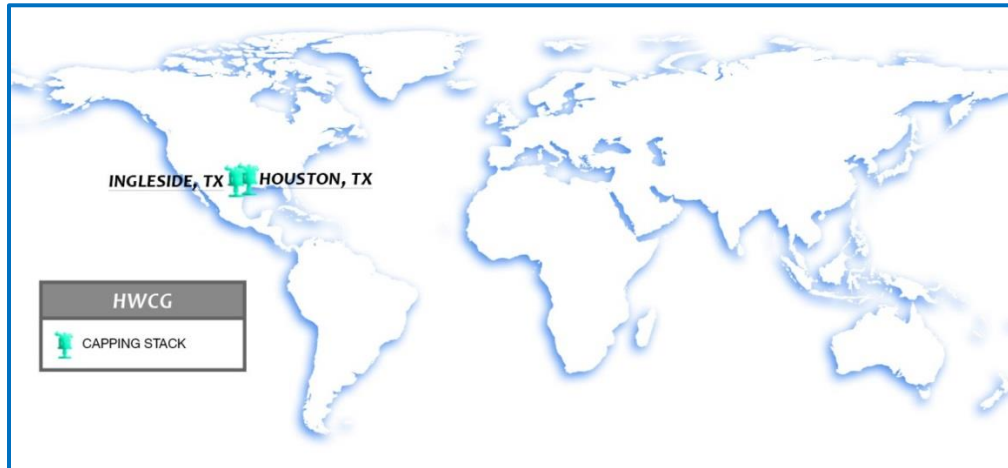 INGLESIDE, TX HOUSTON, TX
HWCG
CAPPING STACK